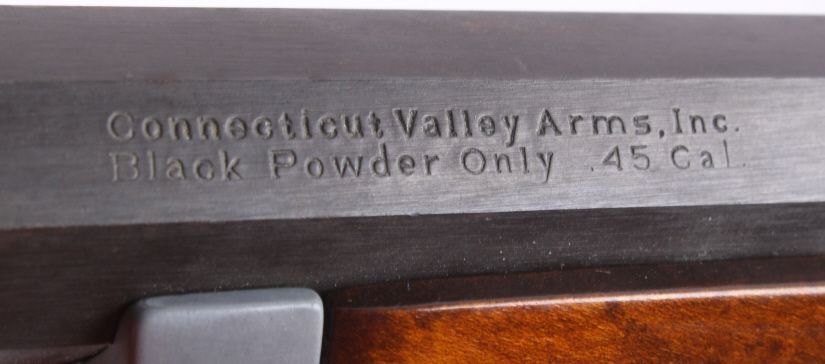 Connecticut Valley Arms, Inc.
Black Powder Only .45 Cal.